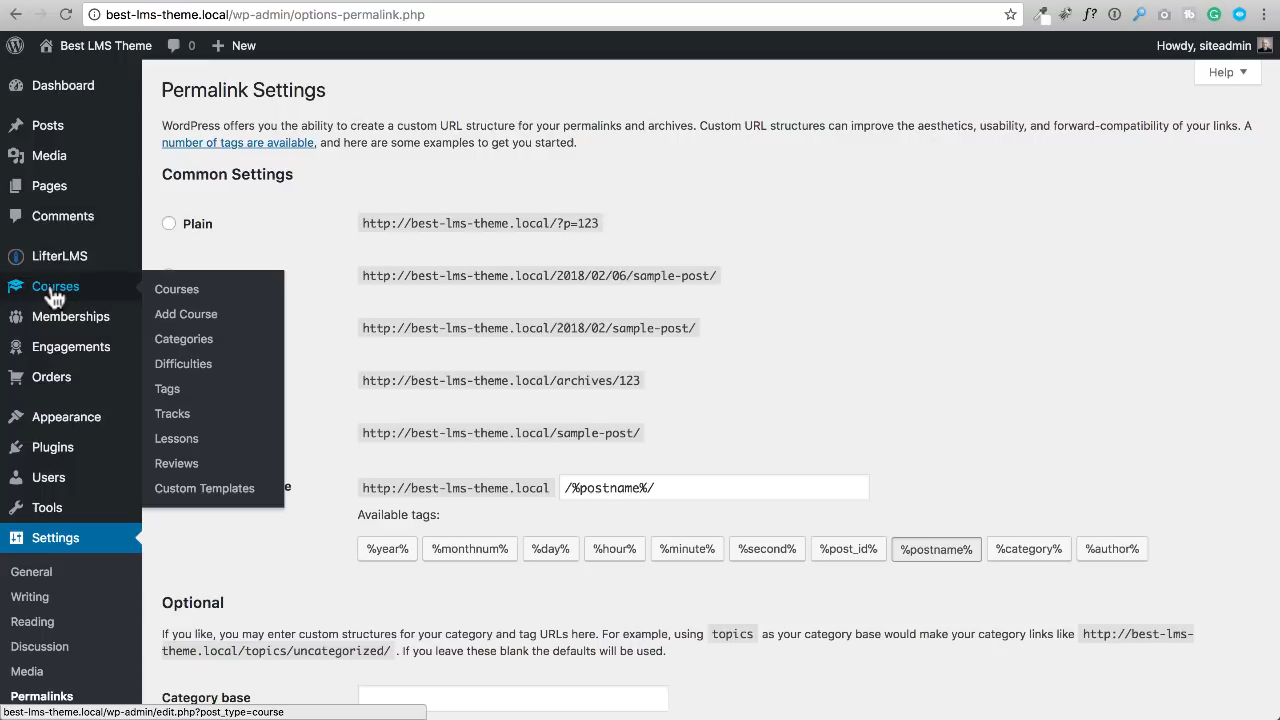 best-lms-theme.local/wp-admin/options-permalink.php
Best LMS Theme
0
New
Howdy, siteadmin
Dashboard
Posts
Media
Pages
Comments
LifterLMS
Courses
Memberships
Engagements
Orders
Appearance
Plugins
Users
Tools
Settings
General
Writing
Reading
Discussion
Media
Permalinks
Courses
Add Course
Categories
Difficulties
Tags
Tracks
Lessons
Reviews
Custom Templates
Help
Permalink Settings
WordPress offers you the ability to create a custom URL structure for your permalinks and archives. Custom URL structures can improve the aesthetics, usability, and forward-compatibility of your links. A
number of tags are available, and here are some examples to get you started.
Common Settings
Plain
http://best-lms-theme.local/?p=123
http://best-lms-theme.local/2018/02/06/sample-post/
http://best-lms-theme.local/2018/02/sample-post/
http://best-lms-theme.local/archives/123
http://best-lms-theme.local/sample-post/
http://best-lms-theme.local /%postname%/
Available tags:
%year% %monthnum% %day% %hour% %minute% %second% %post_id% %postname% %category% %author%
Optional
If you like, you may enter custom structures for your category and tag URLs here. For example, using topics as your category base would make your category links like http://best-lms-
theme.local/topics/uncategorized/ . If you leave these blank the defaults will be used.
Category base
best-lms-theme.local/wp-admin/edit.php?post_type=course